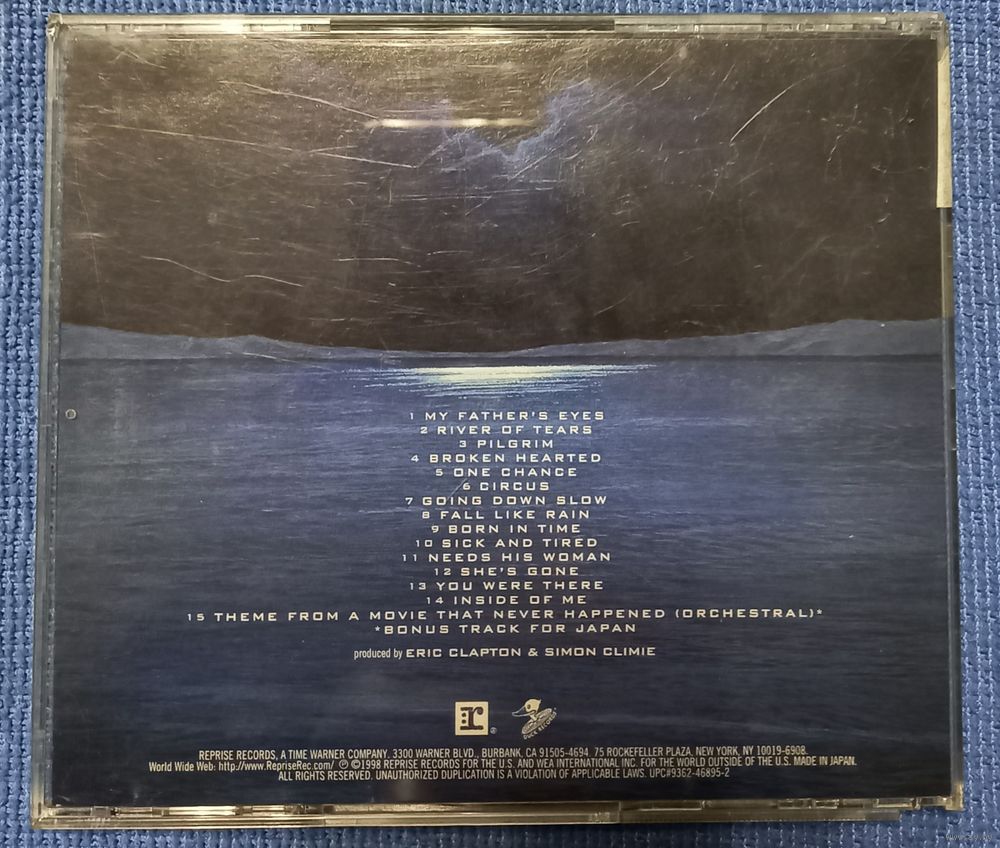 1 MY FATHER'S EYES
2 RIVER OF TEARS
3 PILGRIM
4 BROKEN HEARTED
5 ONE CHANCE
6 CIRCUS
7 GOING DOWN SLOW
8 FALL LIKE RAIN
9 BORN IN TIME
10 SICK AND TIRED
11 NEEDS HIS WOMAN
12 SHE'S GONE
13 YOU WERE THERE
14 INSIDE OF ME
15 THEME FROM A MOVIE THAT NEVER HAPPENED (ORCHESTRAL)*
*BONUS TRACK FOR JAPAN
produced by ERIC CLAPTON & SIMON CLIMIE
r ®
DUCK RECORDS
REPRISE RECORDS, A TIME WARNER COMPANY. 3300 WARNER BLVD., BURBANK, CA 91505-4694. 75 ROCKEFELLER PLAZA, NEW YORK, NY 10019-6908.
World Wide Web: http://www.RepriseRec.com/ ℗ ©1998 REPRISE RECORDS FOR THE U.S. AND WEA INTERNATIONAL INC. FOR THE WORLD OUTSIDE OF THE U.S. MADE IN JAPAN.
ALL RIGHTS RESERVED. UNAUTHORIZED DUPLICATION IS A VIOLATION OF APPLICABLE LAWS. UPC#9362-46895-2